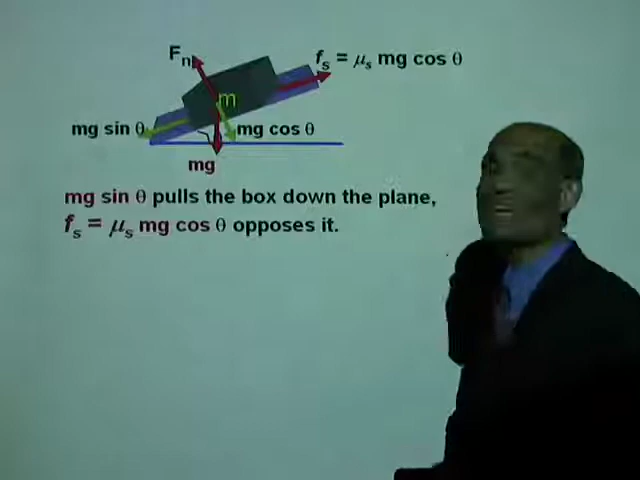 Fn
fs = μs mg cos θ
m
mg sin θ
mg cos θ
mg
mg sin θ pulls the box down the plane,
fs = μs mg cos θ opposes it.